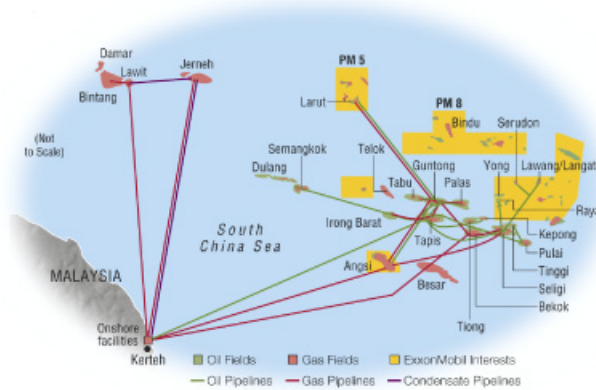 Damar
Lawit
Jerneh
Bintang
(Not
to Scale)
PM 5
Larut
PM 8
Bindu
Serudon
Semangkok
Dulang
Telok
Guntong
Tabu
Palas
Yong
Lawang/Langat
Raya
Irong Barat
Tapis
Kepong
Pulai
Tinggi
Seligi
Bekok
Tiong
South
China Sea
Angsi
Besar
MALAYSIA
Onshore
facilities
Kerteh
Oil Fields
Gas Fields
ExxonMobil Interests
Oil Pipelines
Gas Pipelines
Condensate Pipelines